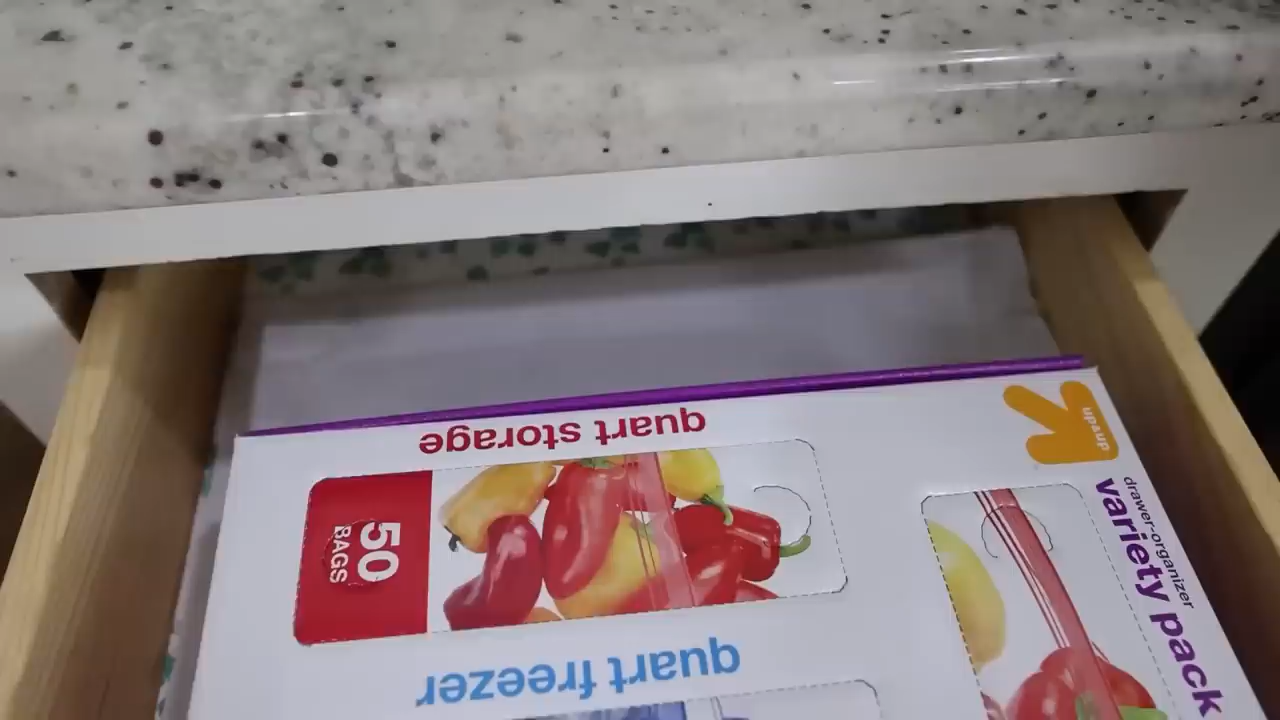 quart storage
50
BAGS
quart freezer
up&up
drawer-organizer
variety pack